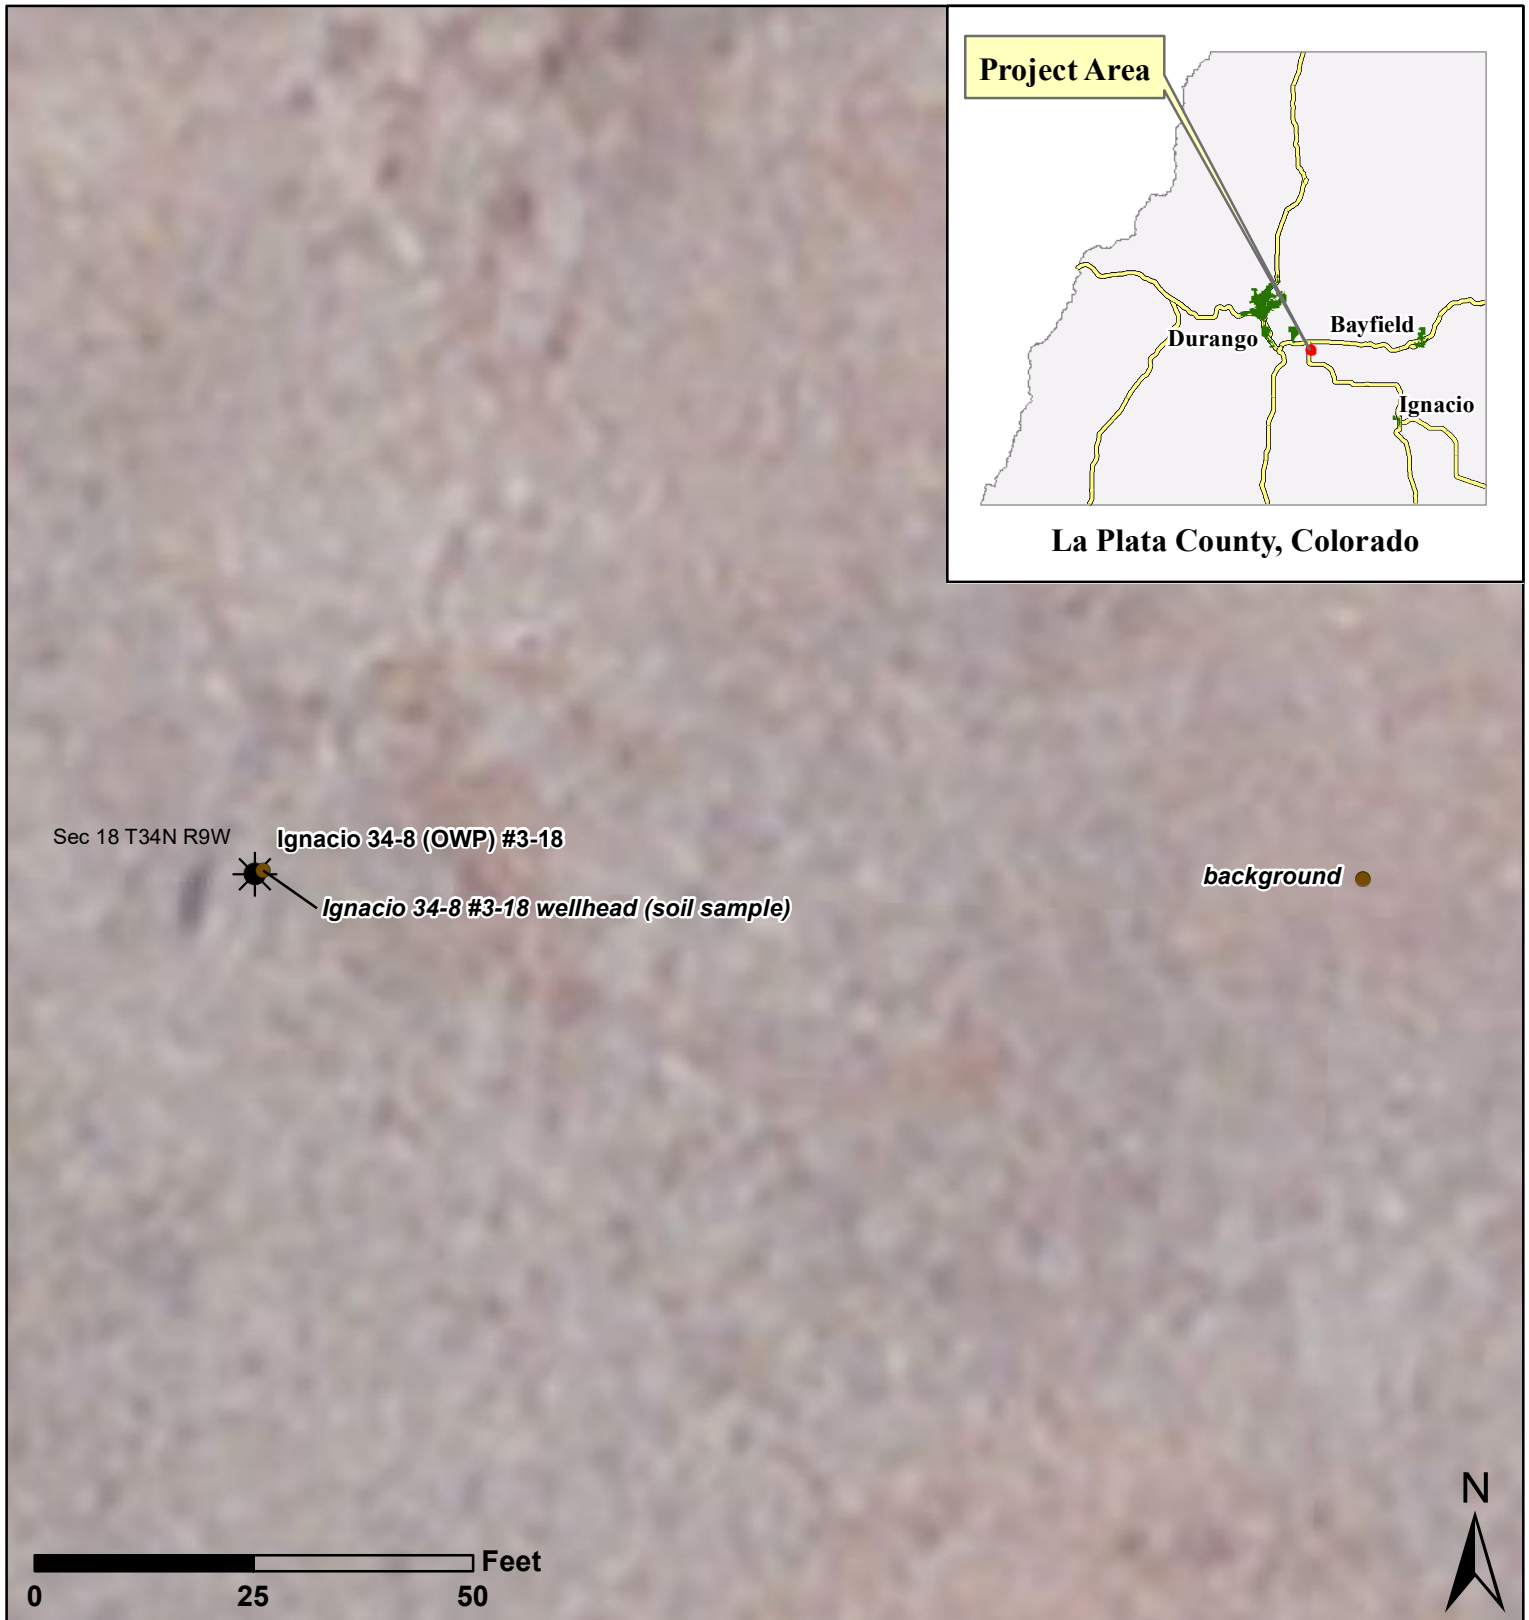 Project Area
Durango
Bayfield
Ignacio
La Plata County, Colorado
Sec 18 T34N R9W
Ignacio 34-8 (OWP) #3-18
Ignacio 34-8 #3-18 wellhead (soil sample)
background
N
Feet
0 25 50